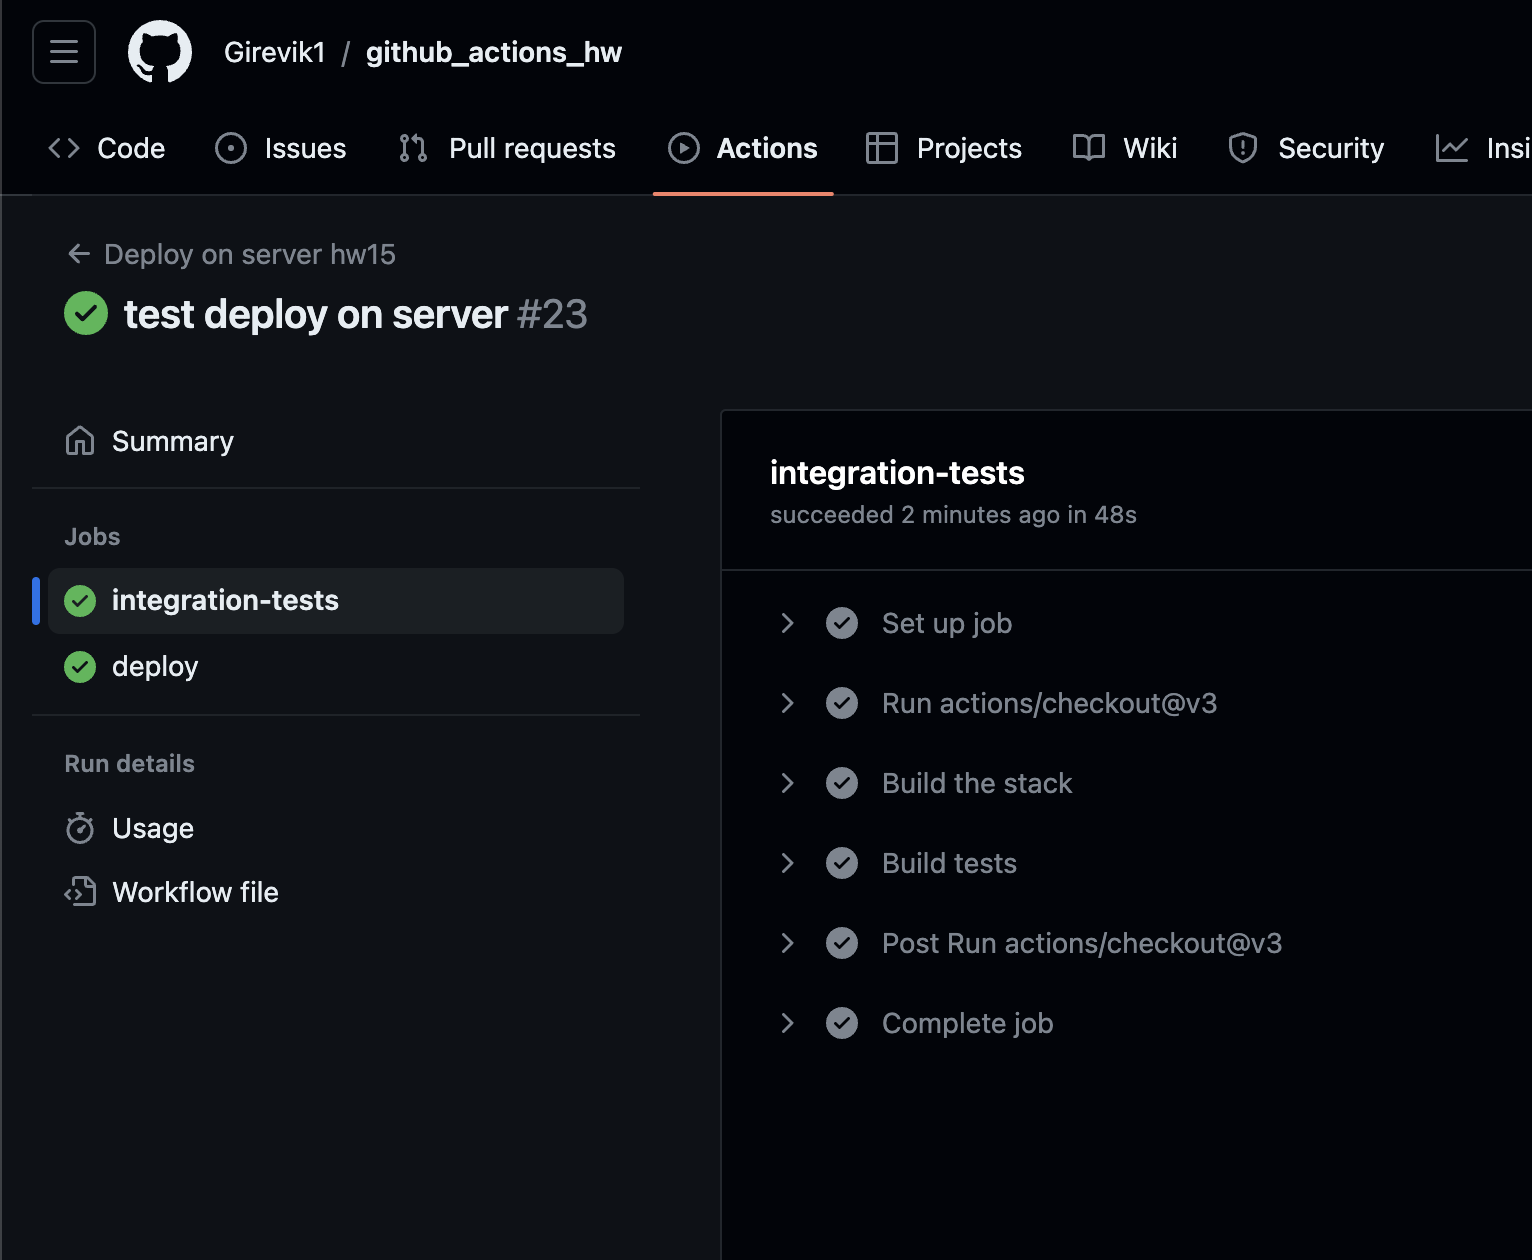 Girevik1 / github_actions_hw
Code Issues Pull requests Actions Projects Wiki Security Insi
Deploy on server hw15
test deploy on server #23
Summary
Jobs
integration-tests
deploy
Run details
Usage
Workflow file
integration-tests
succeeded 2 minutes ago in 48s
Set up job
Run actions/checkout@v3
Build the stack
Build tests
Post Run actions/checkout@v3
Complete job